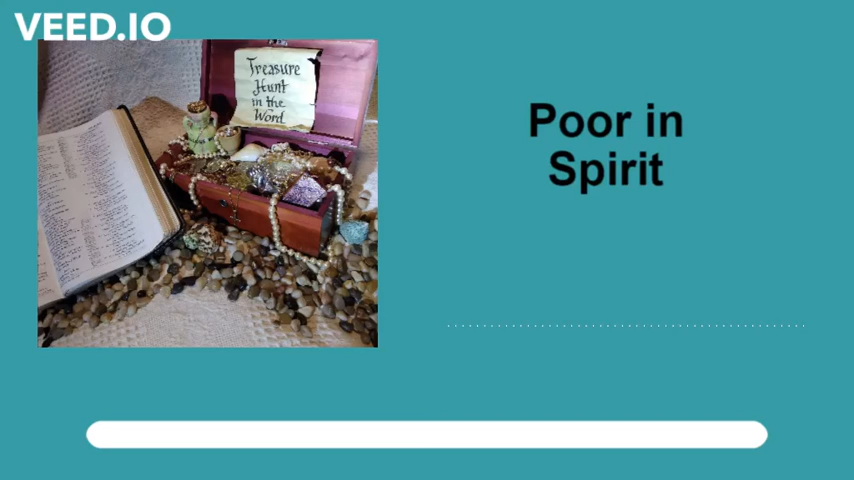 VEED.IO
Treasure
Hunt
in the
Word
Poor in
Spirit